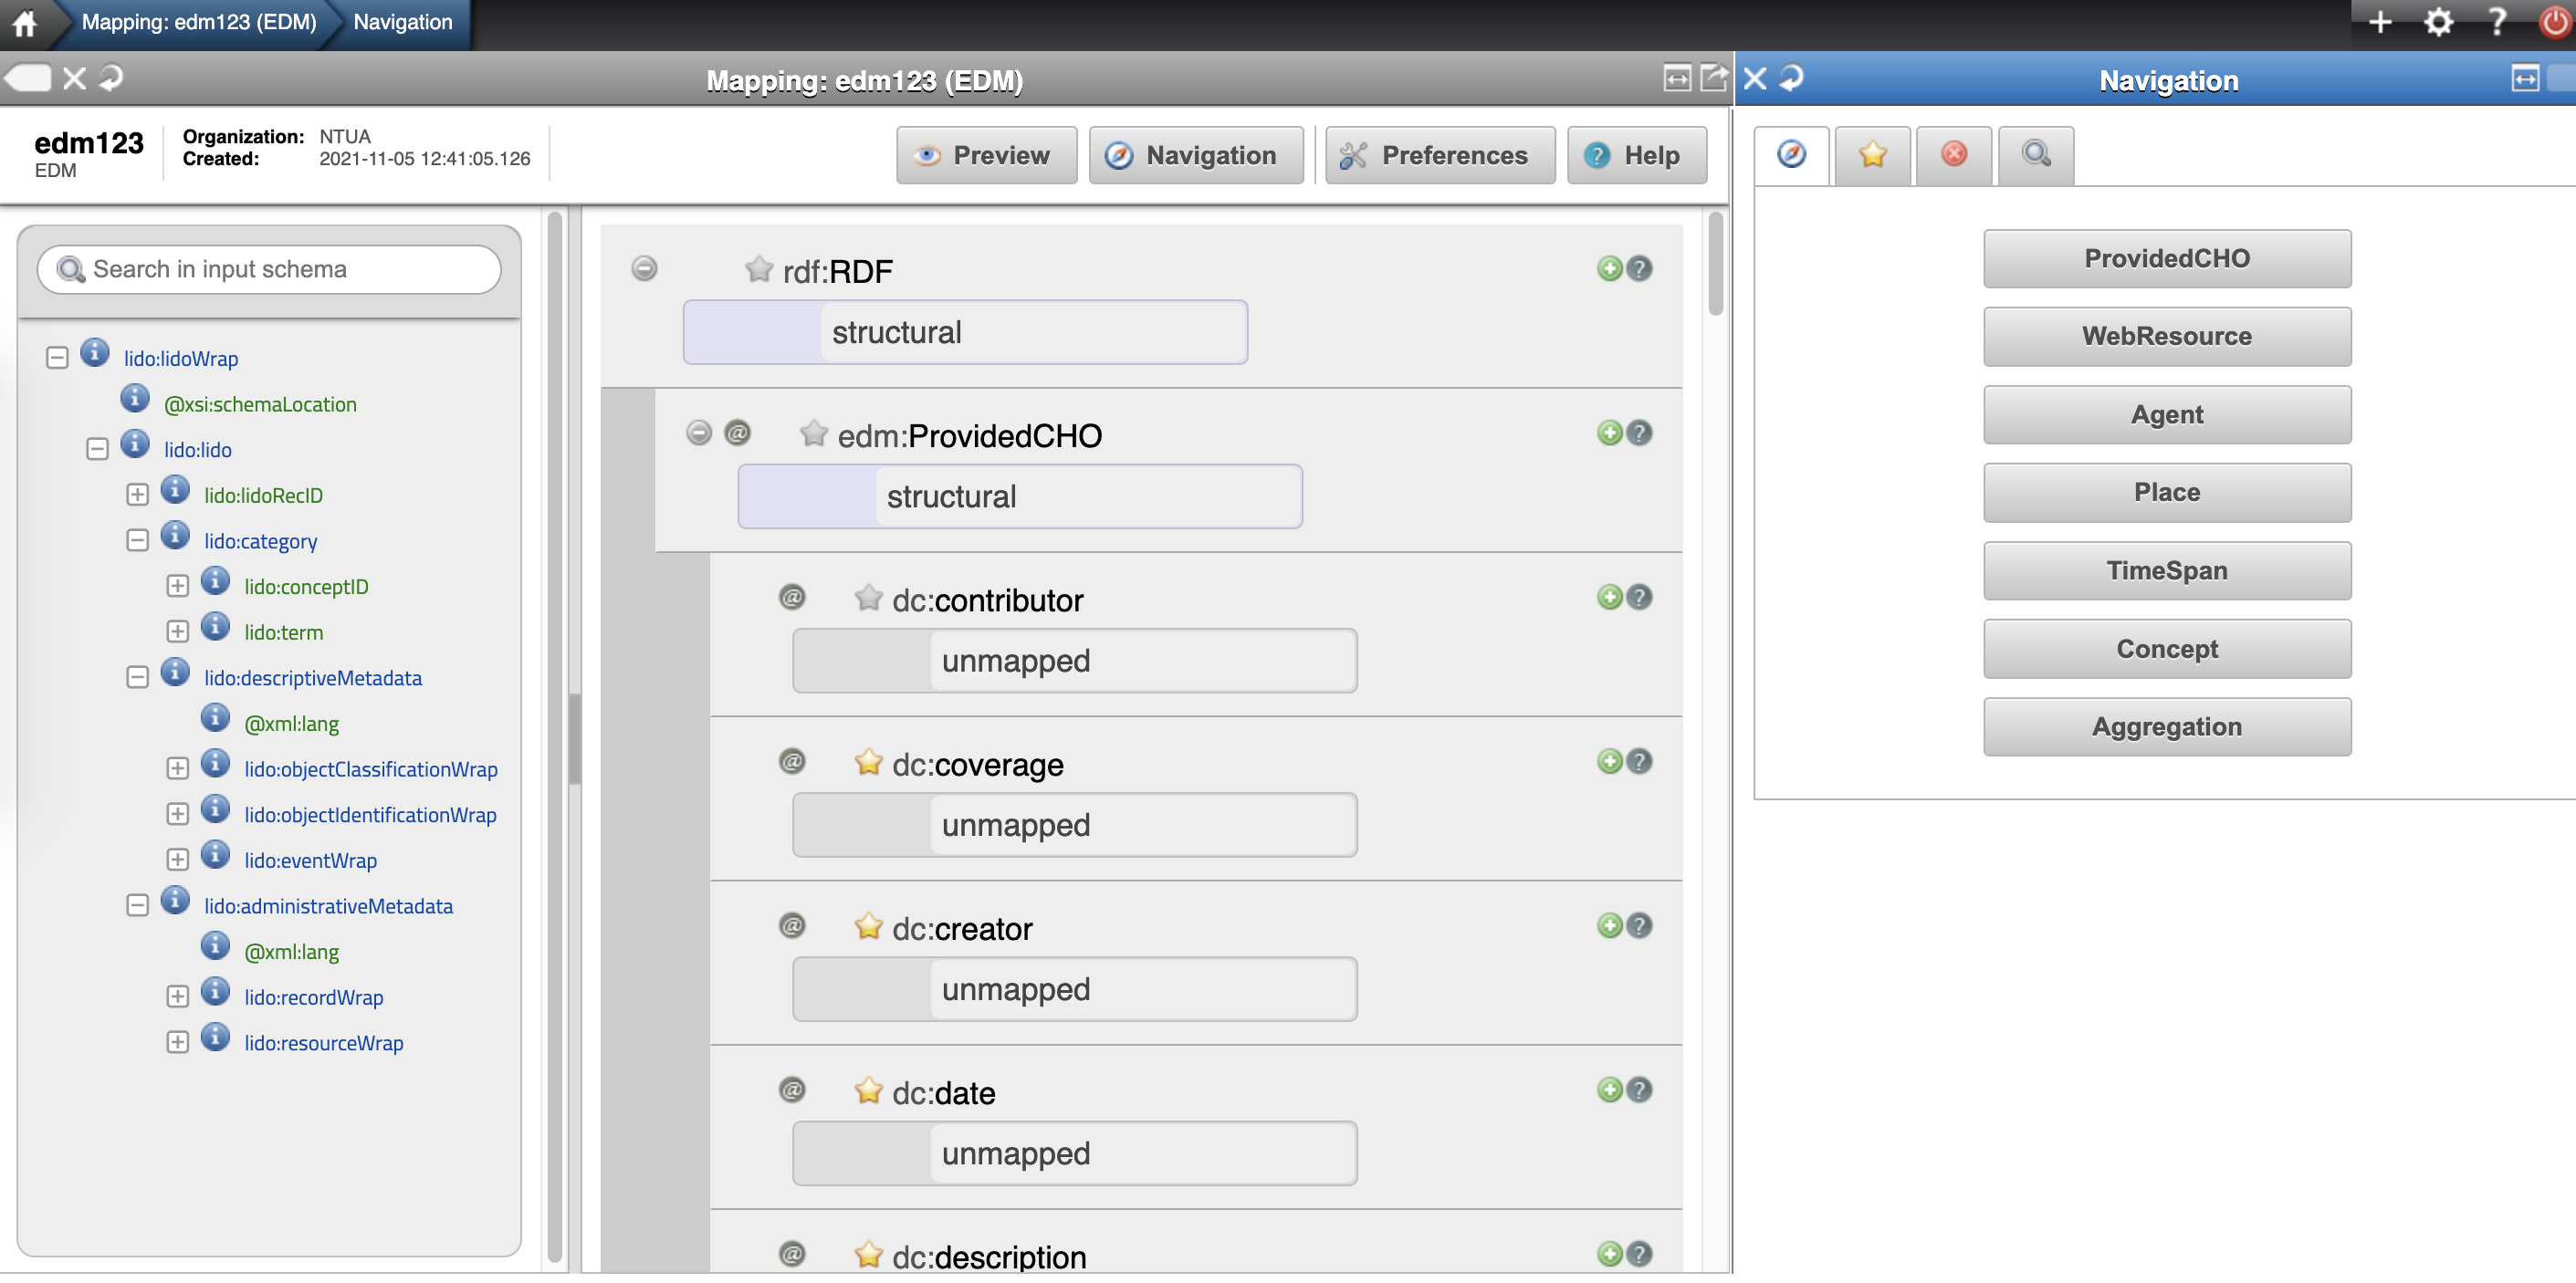 Mapping: edm123 (EDM)
Navigation
Mapping: edm123 (EDM)
Navigation
edm123
EDM
Organization: NTUA
Created: 2021-11-05 12:41:05.126
Preview
Navigation
Preferences
Help
Search in input schema
lido:lidoWrap
@xsi:schemaLocation
lido:lido
lido:lidoRecID
lido:category
lido:conceptID
lido:term
lido:descriptiveMetadata
@xml:lang
lido:objectClassificationWrap
lido:objectIdentificationWrap
lido:eventWrap
lido:administrativeMetadata
@xml:lang
lido:recordWrap
lido:resourceWrap
rdf:RDF
structural
edm:ProvidedCHO
structural
dc:contributor
unmapped
dc:coverage
unmapped
dc:creator
unmapped
dc:date
unmapped
dc:description
ProvidedCHO
WebResource
Agent
Place
TimeSpan
Concept
Aggregation